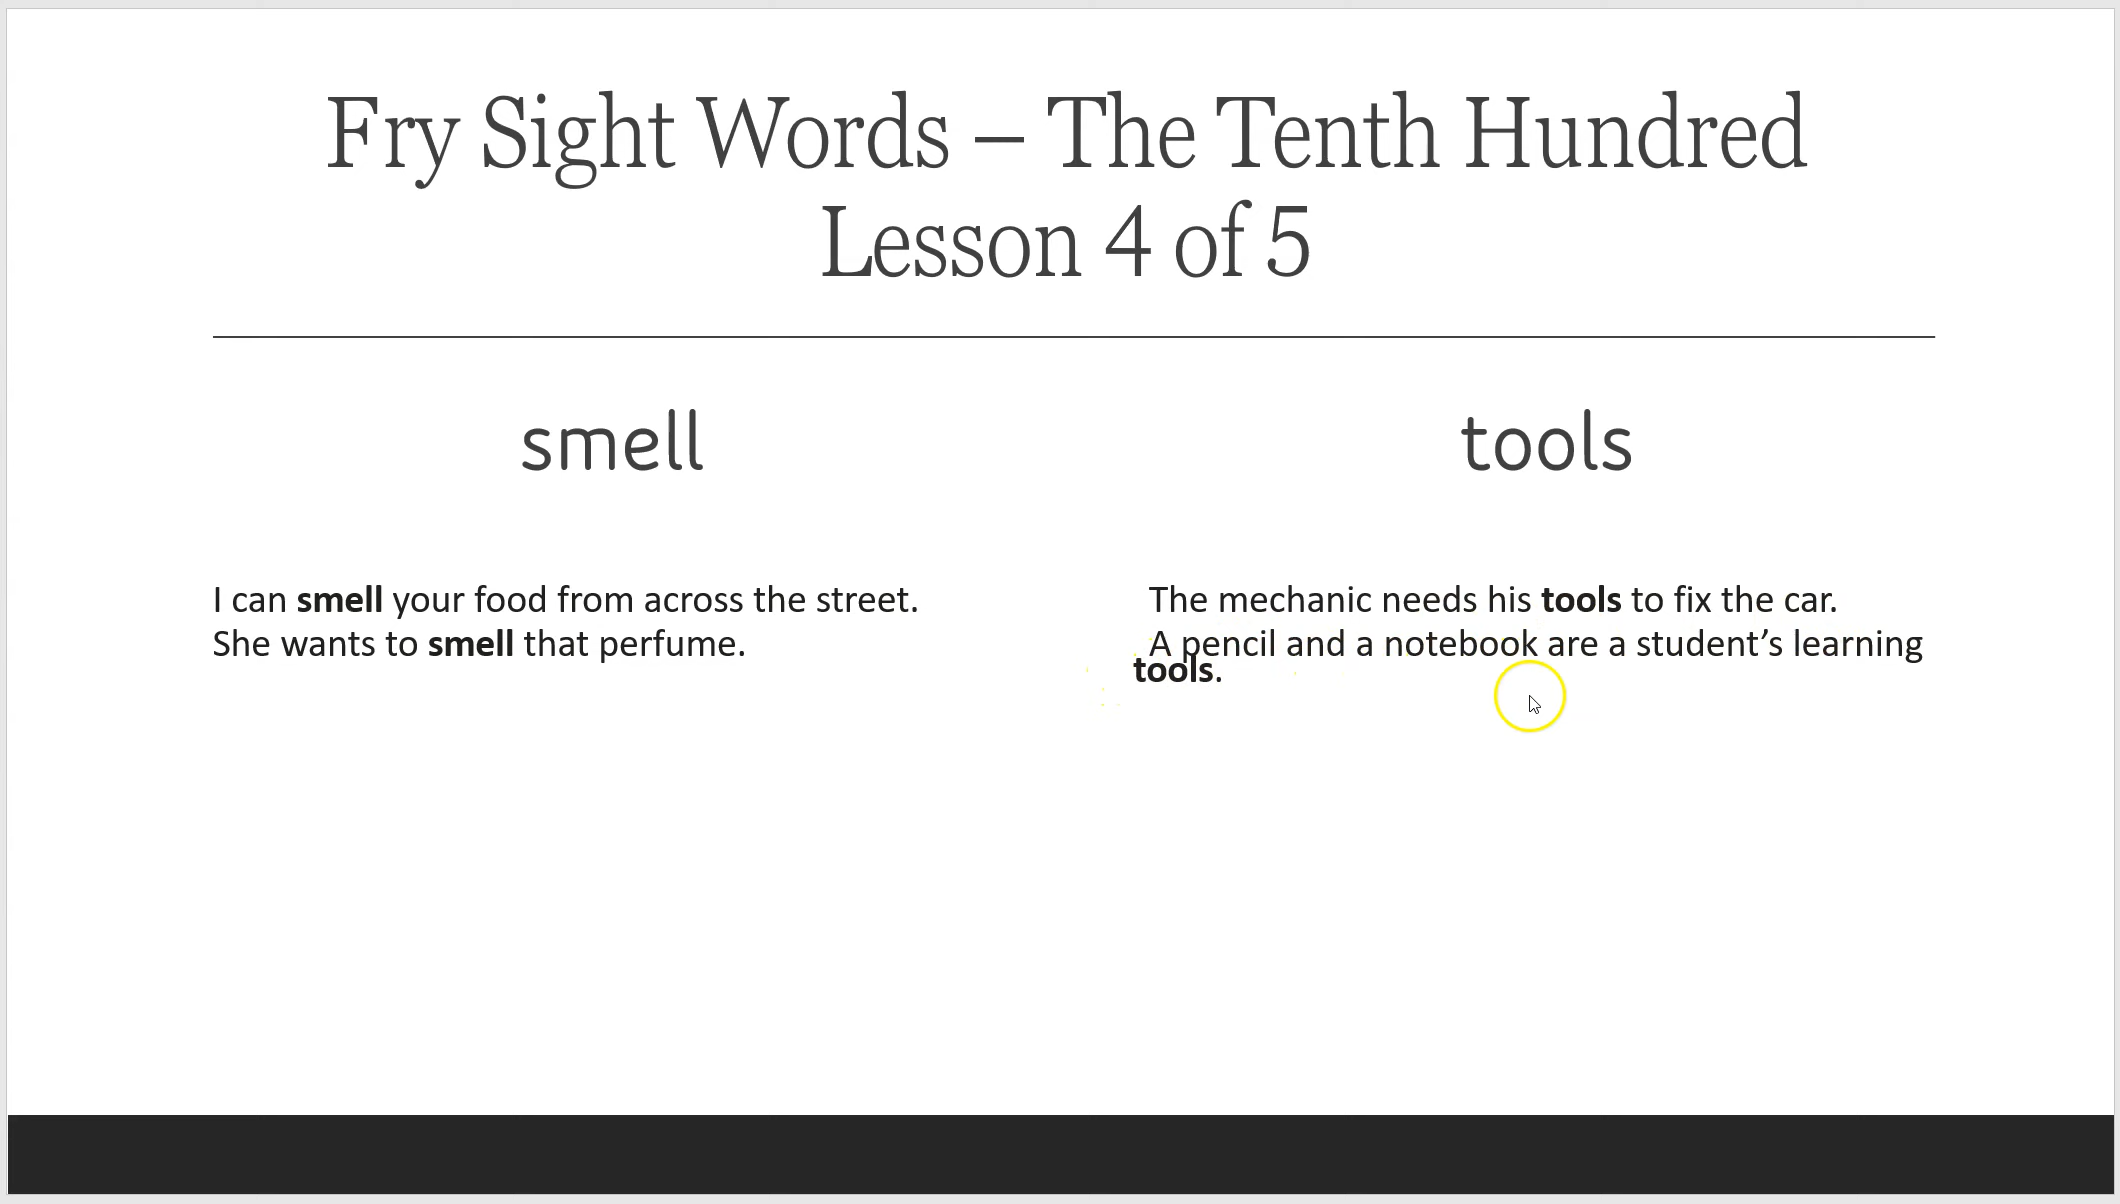 Fry Sight Words – The Tenth Hundred
Lesson 4 of 5
smell
I can smell your food from across the street.
She wants to smell that perfume.
tools
The mechanic needs his tools to fix the car.
A pencil and a notebook are a student’s learning
tools.